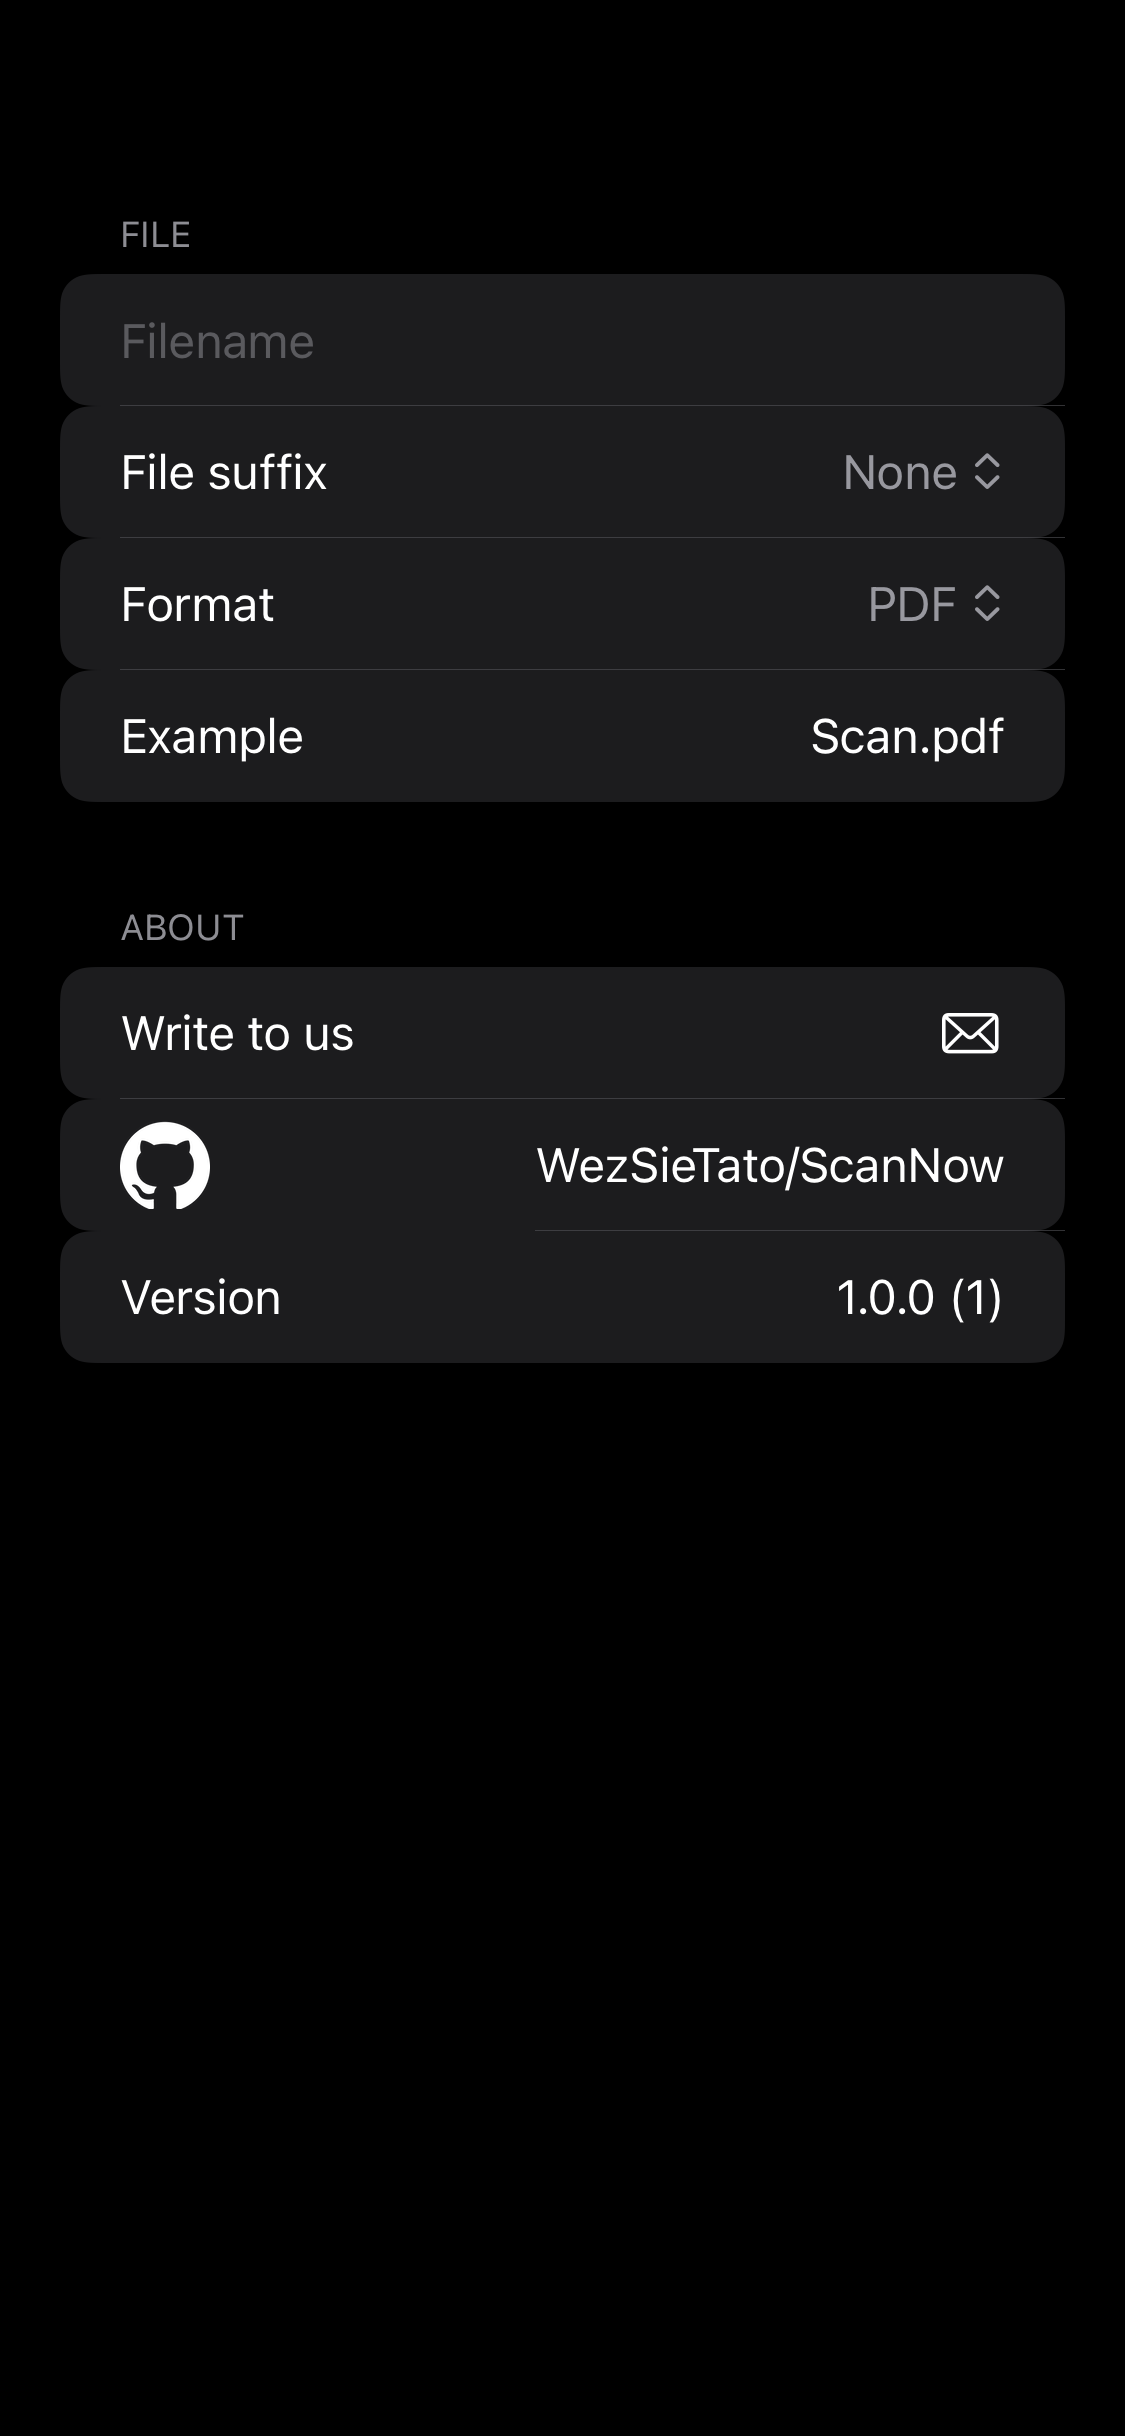 FILE
Filename
File suffix None
Format PDF
Example Scan.pdf
ABOUT
Write to us
WezSieTato/ScanNow
Version 1.0.0 (1)